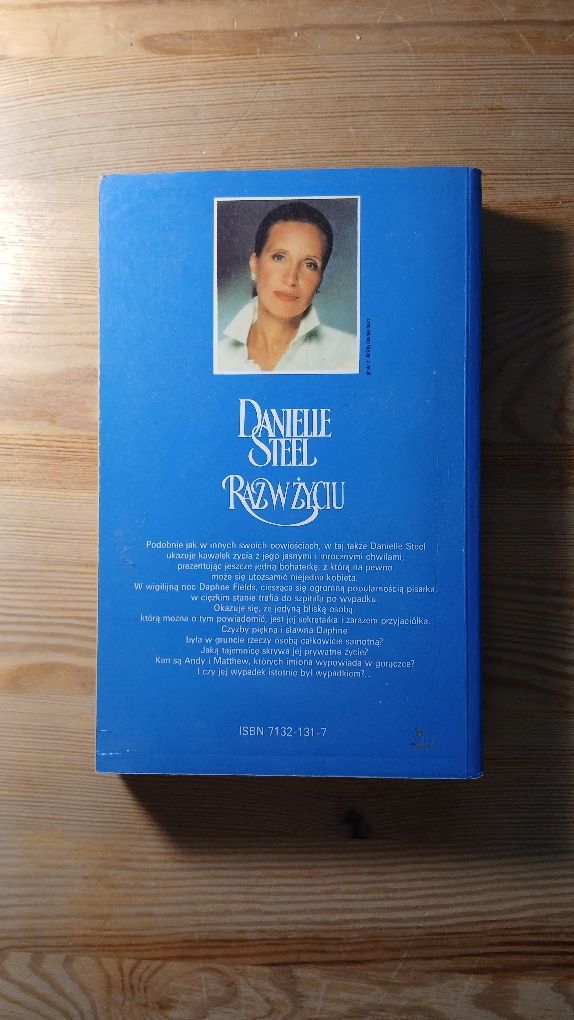 DANIELLE
STEEL
RAZ W ŻYCIU
Podobnie jak w innych swoich powieściach, w tej także Danielle Steel
ukazuje kawałek życia z jego jasnymi i mrocznymi chwilami,
prezentując jeszcze jedną bohaterkę, z którą na pewno
może się utożsamić niejedna kobieta.
W wigilijną noc Daphne Fields, ciesząca się ogromną popularnością pisarka,
w ciężkim stanie trafia do szpitala po wypadku.
Okazuje się, że jedyną bliską osobą,
którą można o tym powiadomić, jest jej sekretarka i zarazem przyjaciółka.
Czyżby piękna i sławna Daphne
była w gruncie rzeczy osobą całkowicie samotną?
Jaką tajemnicę skrywa jej prywatne życie?
Kim są Andy i Matthew, których imiona wypowiada w gorączce?
I czy jej wypadek istotnie był wypadkiem?...
ISBN 7132-131-7